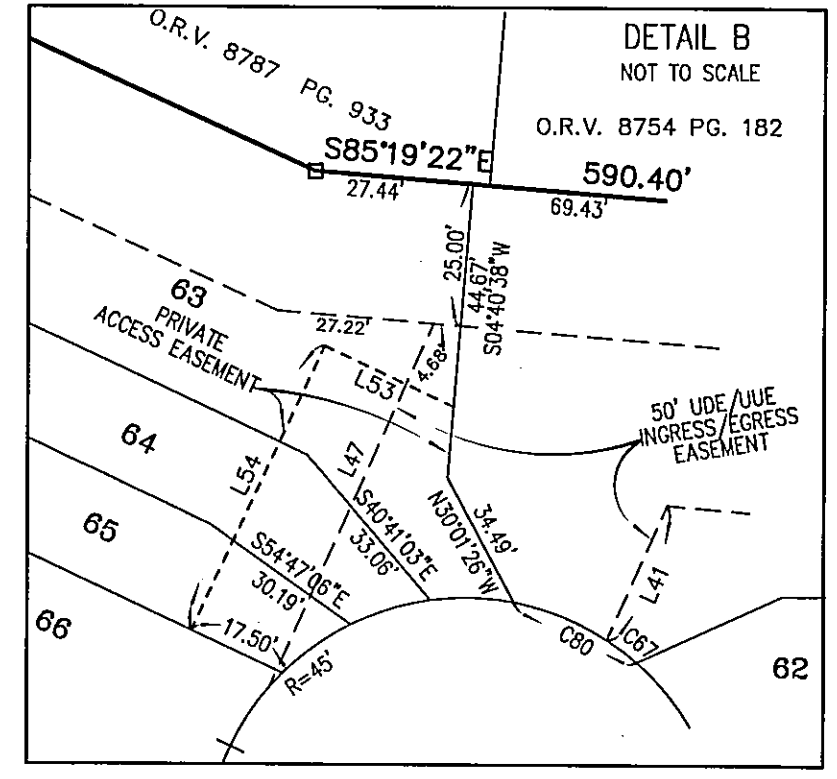 O.R.V. 8787 PG. 933
DETAIL B
NOT TO SCALE
O.R.V. 8754 PG. 182
S85°19'22"E
590.40'
27.44'
69.43'
25.00'
44.67'
S04°40'38"W
63
PRIVATE
ACCESS EASEMENT
27.22'
4.68'
L53
50' UDE/UUE
INGRESS/EGRESS
EASEMENT
64
L54
L47
S40°41'03"E
33.06'
N30°01'26"W
34.49'
65
S54°47'06"E
30.19'
L41
66
17.50'
R=45'
C80
C67
62